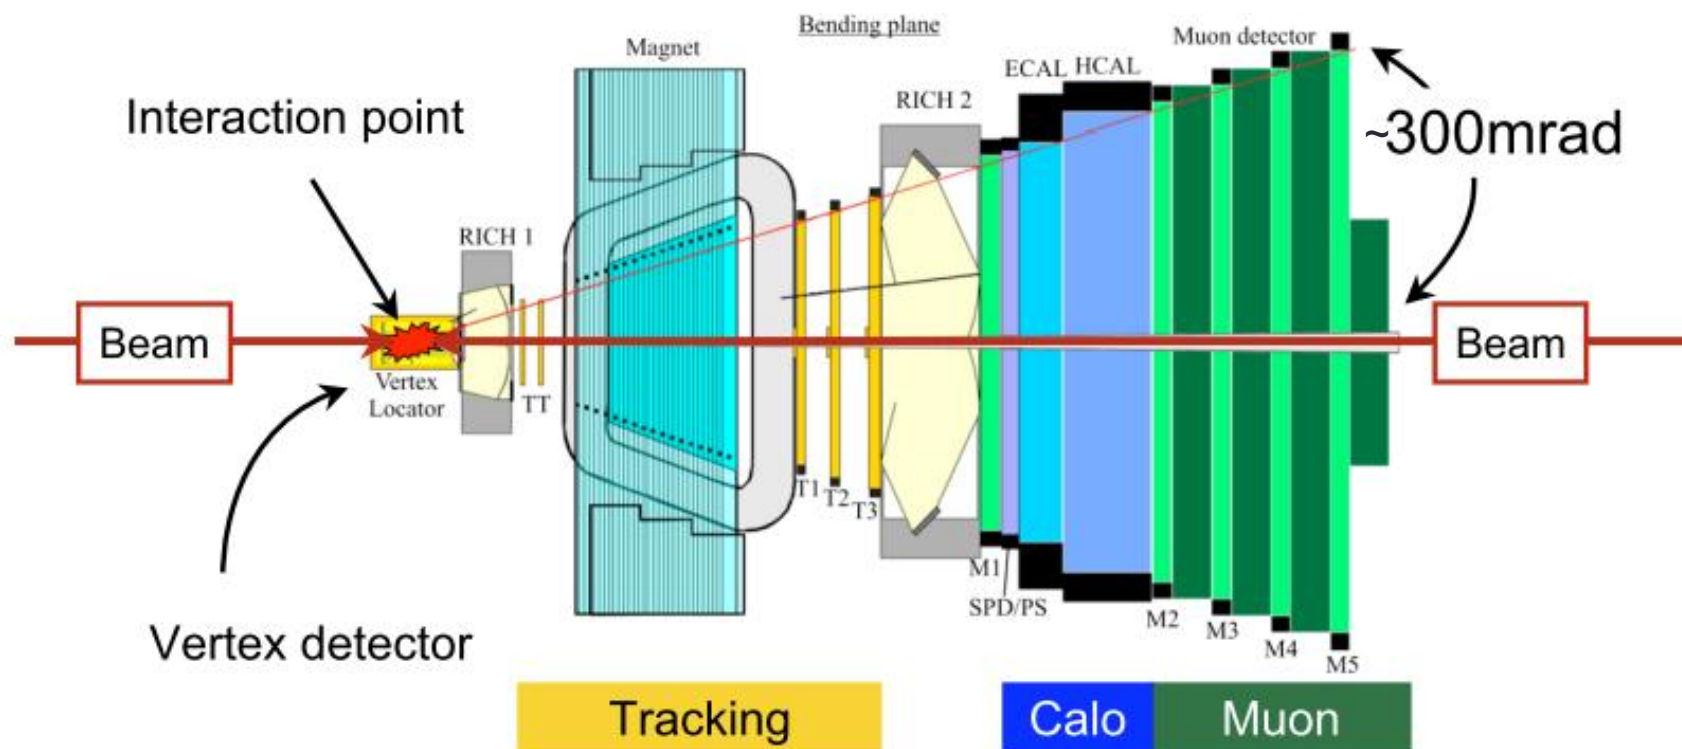 Bending plane
Magnet
Muon detector
ECAL HCAL
RICH 2
Interaction point
~300mrad
RICH 1
Beam
Beam
Vertex
Locator
TT
T1
T2
T3
M1
SPD/PS
M2
M3
M4
M5
Vertex detector
Tracking
Calo
Muon